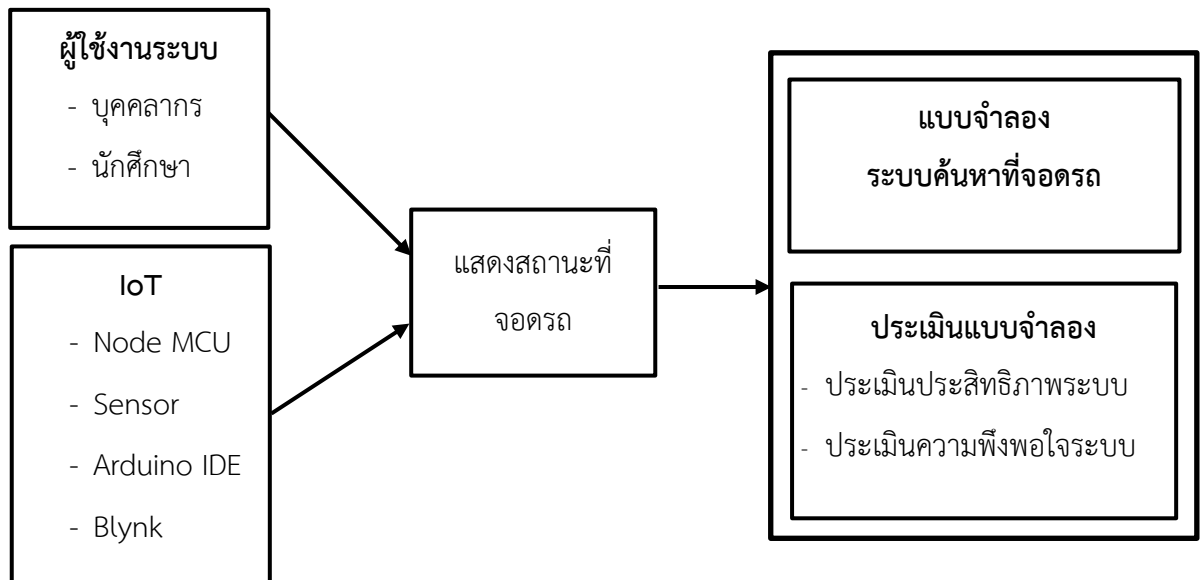 ผู้ใช้งานระบบ
- บุคคลากร
- นักศึกษา
IoT
- Node MCU
- Sensor
- Arduino IDE
- Blynk
แสดงสถานะที่
จอดรถ
แบบจำลอง
ระบบค้นหาที่จอดรถ
ประเมินแบบจำลอง
- ประเมินประสิทธิภาพระบบ
- ประเมินความพึงพอใจระบบ